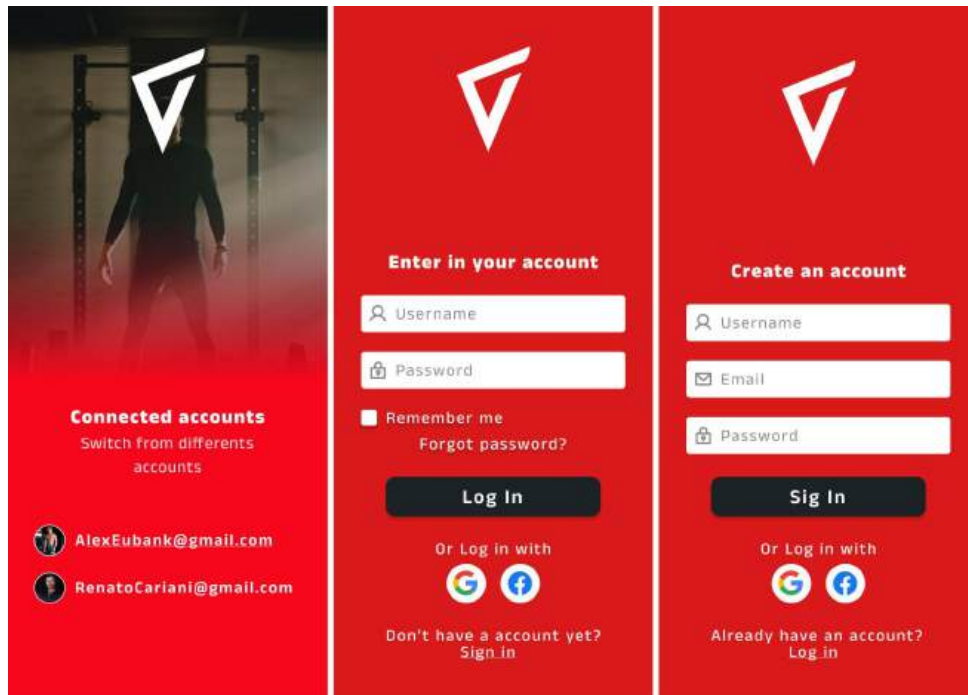 Connected accounts
Switch from differents
accounts
AlexEubank@gmail.com
RenatoCariani@gmail.com
Enter in your account
Username
Password
Remember me
Forgot password?
Log In
Or Log in with
Don't have a account yet?
Sign in
Create an account
Username
Email
Password
Sig In
Or Log in with
Already have an account?
Log in